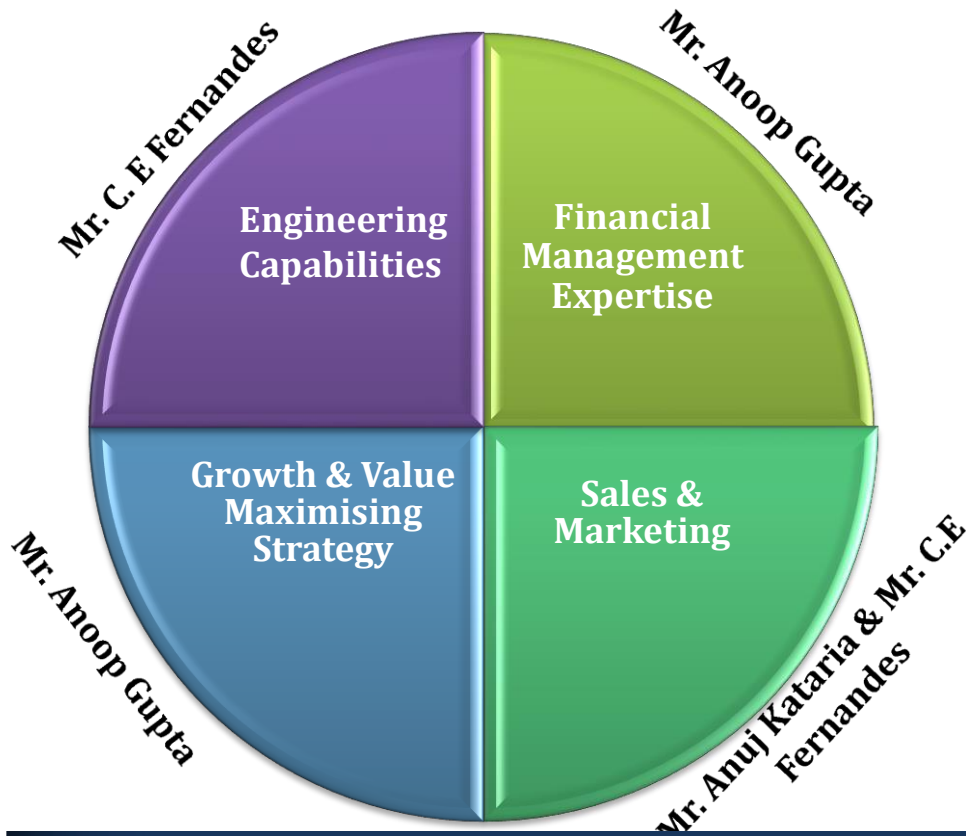 Mr. C. E Fernandes
Engineering
Capabilities
Mr. Anoop Gupta
Financial
Management
Expertise
Mr. Anoop Gupta
Growth & Value
Maximising
Strategy
Sales &
Marketing
Mr. Anuj Kataria & Mr. C.E
Fernandes